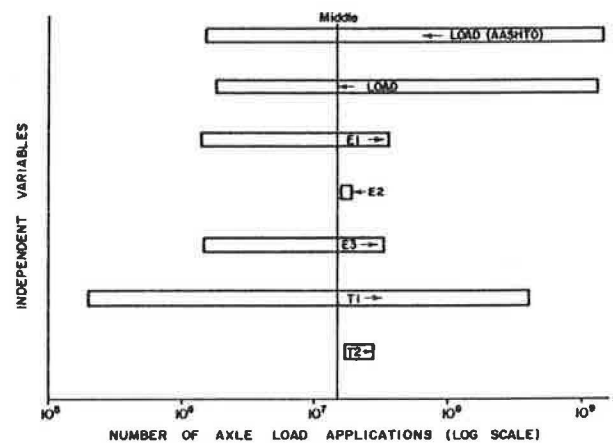 Middle
← LOAD (AASHTO)
← LOAD
E1 →
← E2
E3 →
T1 →
T2 ←
INDEPENDENT VARIABLES
10⁵ 10⁶ 10⁷ 10⁸ 10⁹
NUMBER OF AXLE LOAD APPLICATIONS (LOG SCALE)